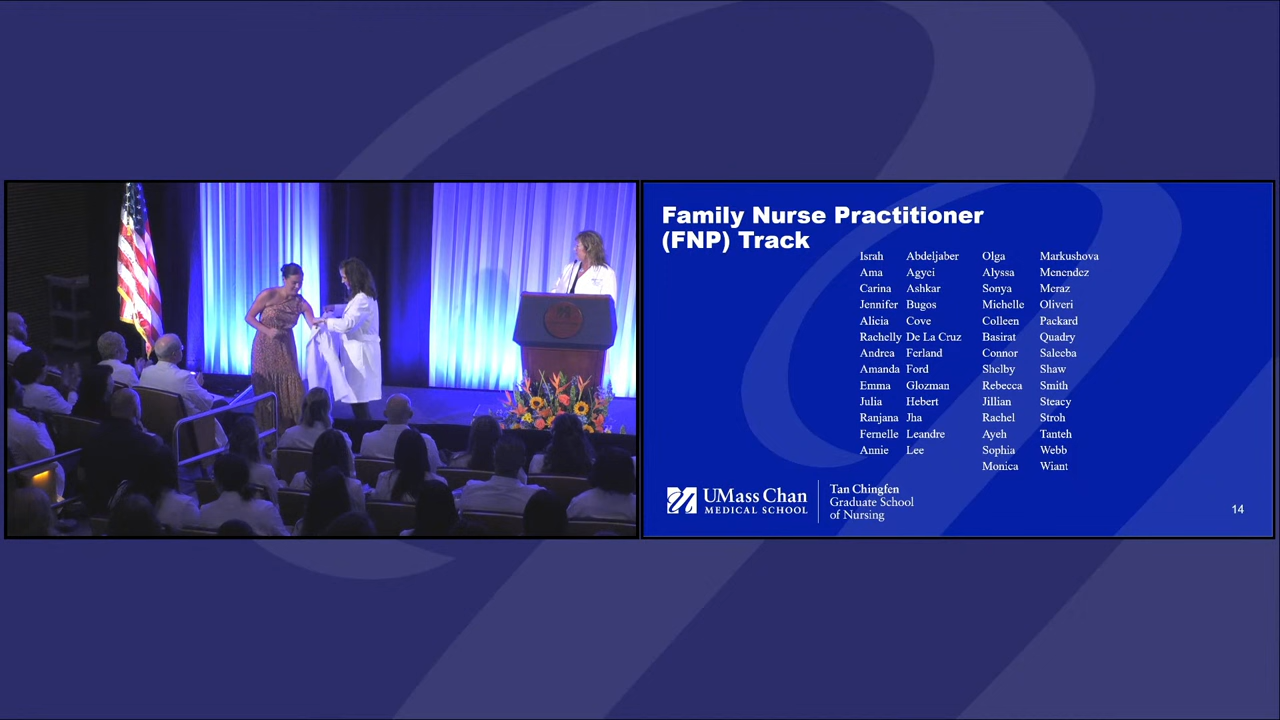 Family Nurse Practitioner
(FNP) Track
Israh Abdeljaber
Ama Agyei
Carina Ashkar
Jennifer Bugos
Alicia Cove
Rachelly De La Cruz
Andrea Ferland
Amanda Ford
Emma Glozman
Julia Hebert
Ranjana Jha
Fernelle Leandre
Annie Lee
Olga Markushova
Alyssa Menendez
Sonya Meraz
Michelle Oliveri
Colleen Packard
Basirat Quadry
Connor Saleeba
Shelby Shaw
Rebecca Smith
Jillian Steacy
Rachel Stroh
Ayeh Tanteh
Sophia Webb
Monica Wiant
UMass Chan
MEDICAL SCHOOL
Tan Chingfen
Graduate School
of Nursing
14